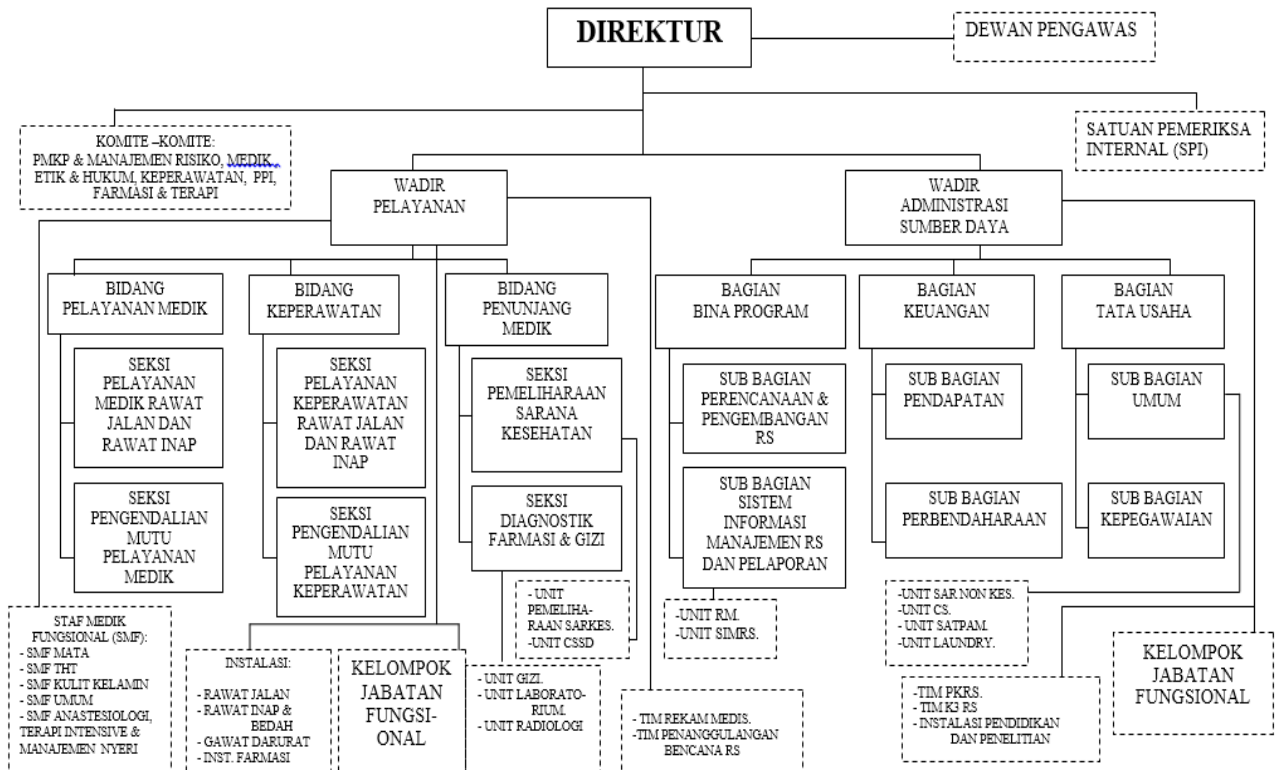 DIREKTUR
DEWAN PENGAWAS
KOMITE –KOMITE:
PMKP & MANAJEMEN RISIKO, MEDIK,
ETIK & HUKUM, KEPERAWATAN, PPI,
FARMASI & TERAPI
SATUAN PEMERIKSA
INTERNAL (SPI)
WADIR
PELAYANAN
WADIR
ADMINISTRASI
SUMBER DAYA
BIDANG
PELAYANAN MEDIK
BIDANG
KEPERAWATAN
BIDANG
PENUNJANG
MEDIK
BAGIAN
BINA PROGRAM
BAGIAN
KEUANGAN
BAGIAN
TATA USAHA
SEKSI
PELAYANAN
MEDIK RAWAT
JALAN DAN
RAWAT INAP
SEKSI
PELAYANAN
KEPERAWATAN
RAWAT JALAN
DAN RAWAT
INAP
SEKSI
PEMELIHARAAN
SARANA
KESEHATAN
SUB BAGIAN
PERENCANAAN &
PENGEMBANGAN
RS
SUB BAGIAN
PENDAPATAN
SUB BAGIAN
UMUM
SEKSI
PENGENDALIAN
MUTU
PELAYANAN
MEDIK
SEKSI
PENGENDALIAN
MUTU
PELAYANAN
KEPERAWATAN
SEKSI
DIAGNOSTIK
FARMASI & GIZI
SUB BAGIAN
SISTEM
INFORMASI
MANAJEMEN RS
DAN PELAPORAN
SUB BAGIAN
PERBENDAHARAAN
SUB BAGIAN
KEPEGAWAIAN
STAF MEDIK
FUNGSIONAL (SMF):
- SMF MATA
- SMF THT
- SMF KULIT KELAMIN
- SMF UMUM
- SMF ANASTESIOLOGI,
TERAPI INTENSIVE &
MANAJEMEN NYERI
INSTALASI:
- RAWAT JALAN
- RAWAT INAP &
BEDAH
- GAWAT DARURAT
- INST. FARMASI
KELOMPOK
JABATAN
FUNGSI-
ONAL
- UNIT
PEMELIHA-
RAAN SARKES.
-UNIT CSSD
- UNIT GIZI.
- UNIT LABORATO-
RIUM.
- UNIT RADIOLOGI
-UNIT RM.
-UNIT SIMRS.
- TIM REKAM MEDIS.
-TIM PENANGGULANGAN
BENCANA RS
-UNIT SAR NON KES.
-UNIT CS.
- UNIT SATPAM.
-UNIT LAUNDRY.
-TIM PKRS.
- TIM K3 RS
- INSTALASI PENDIDIKAN
DAN PENELITIAN
KELOMPOK
JABATAN
FUNGSIONAL